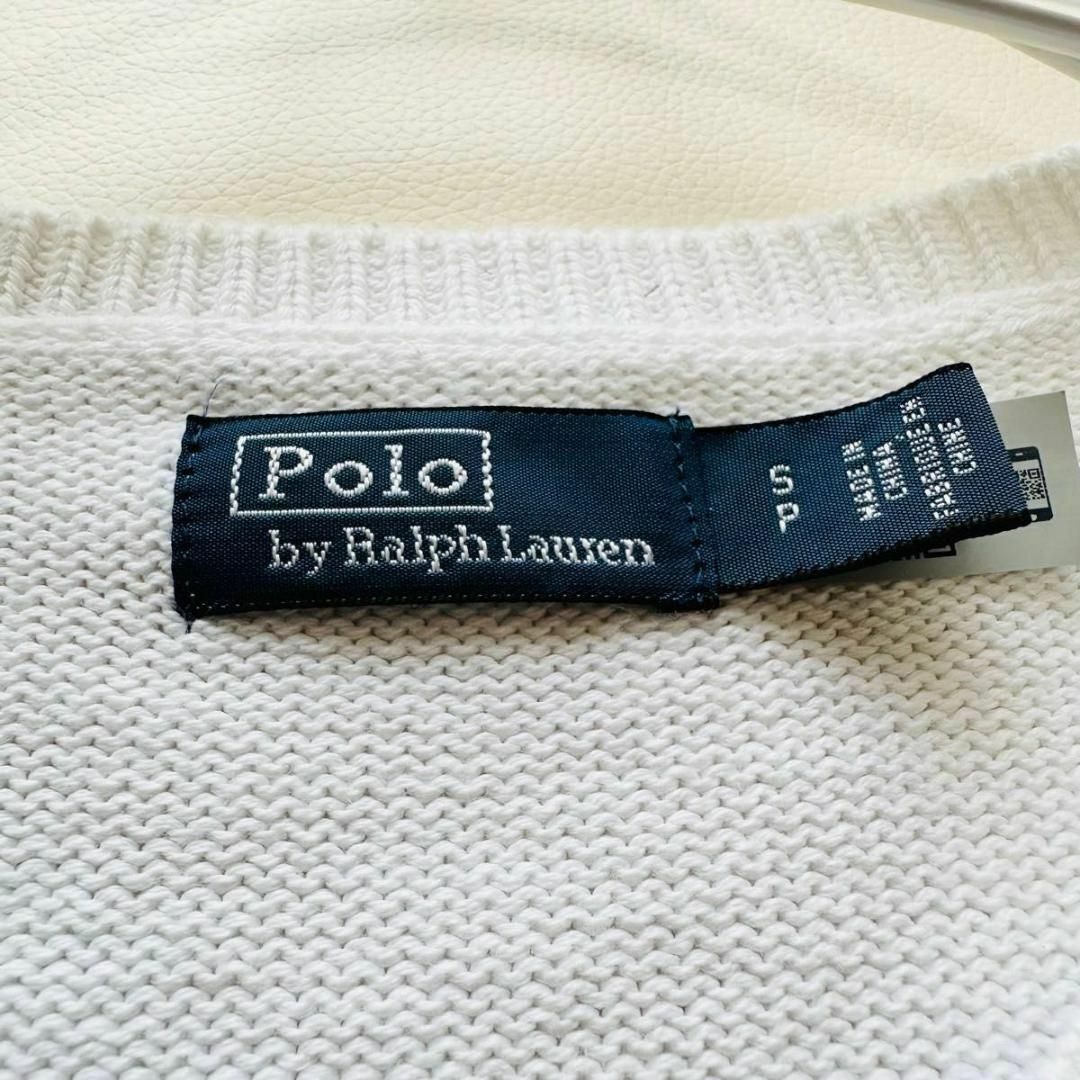 Polo
by Ralph Lauren
S
P
MADE IN
CHINA
FABRIQUÉ EN
CHINE